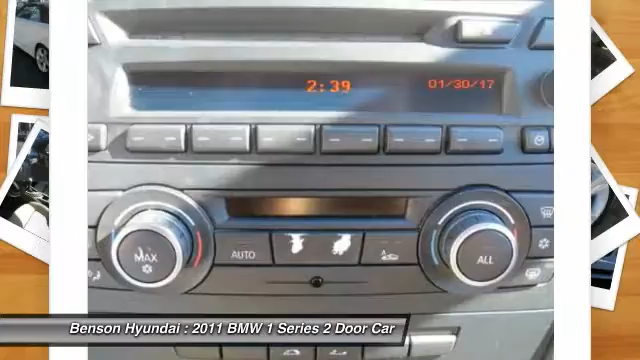 2:39 01/30/17
MAX AUTO ALL
Benson Hyundai : 2011 BMW 1 Series 2 Door Car